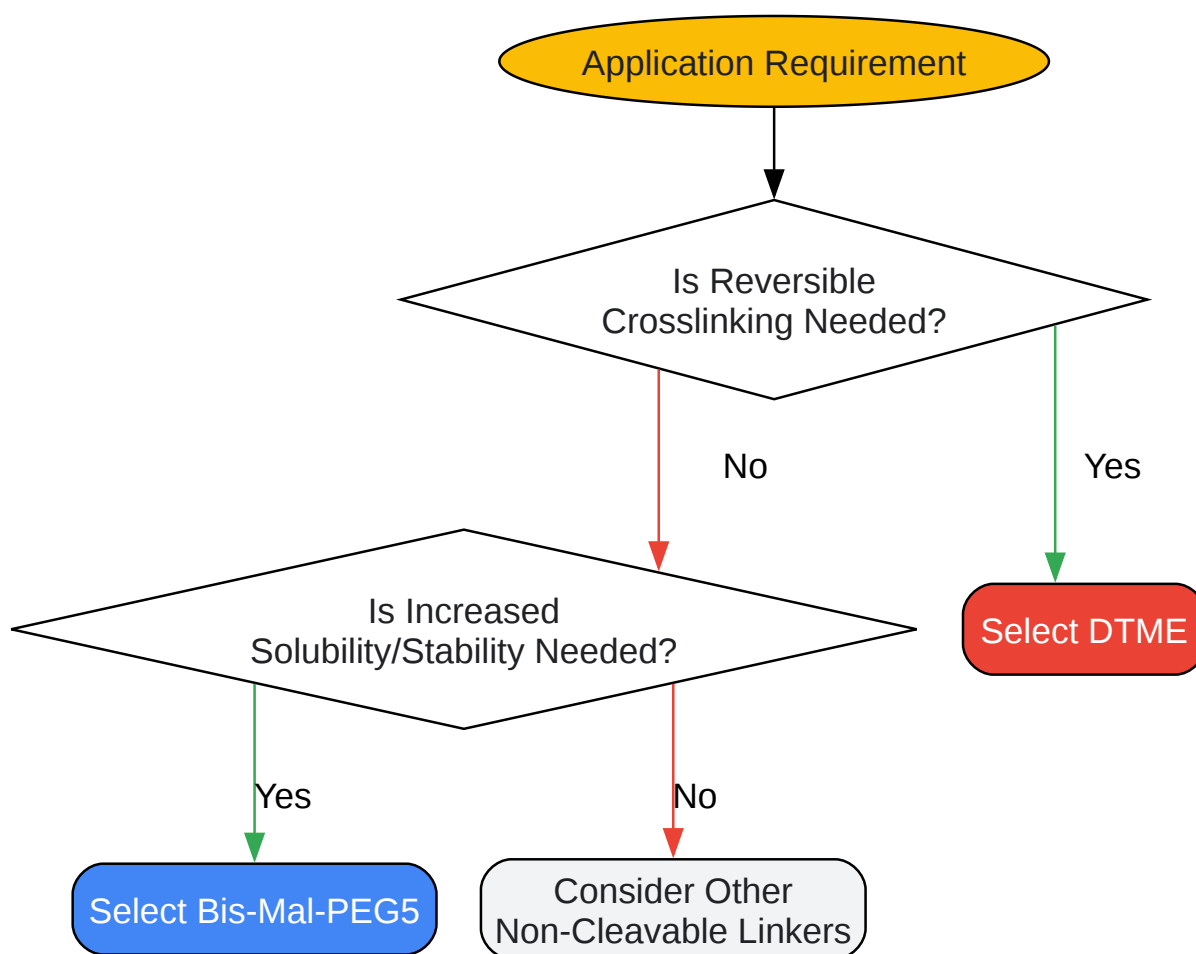 Application Requirement
Is Reversible
Crosslinking Needed?
No
Yes
Is Increased
Solubility/Stability Needed?
Select DTME
Yes
No
Select Bis-Mal-PEG5
Consider Other
Non-Cleavable Linkers